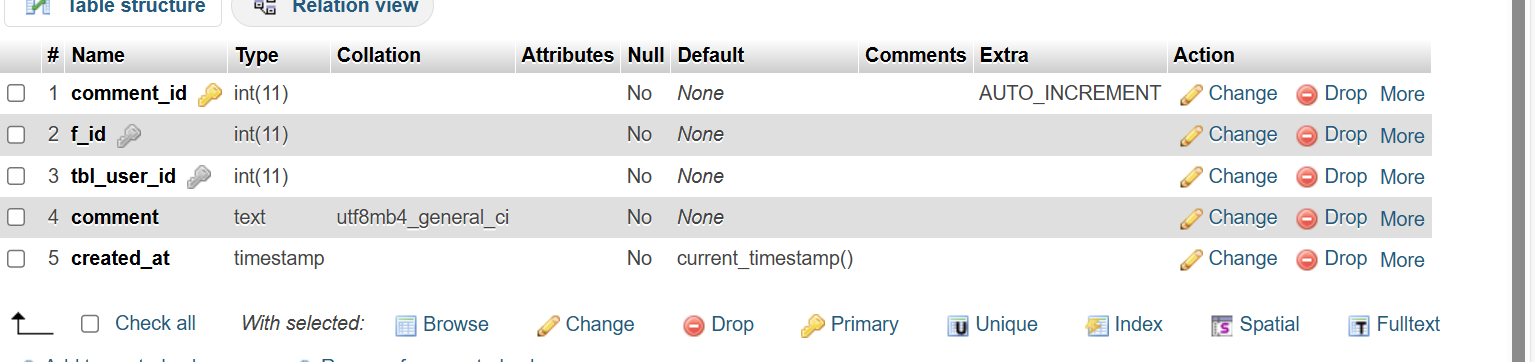 Table structure Relation view
# Name Type Collation Attributes Null Default Comments Extra Action
1 comment_id int(11) No None AUTO_INCREMENT Change Drop More
2 f_id int(11) No None Change Drop More
3 tbl_user_id int(11) No None Change Drop More
4 comment text utf8mb4_general_ci No None Change Drop More
5 created_at timestamp No current_timestamp() Change Drop More
Check all With selected: Browse Change Drop Primary Unique Index Spatial Fulltext